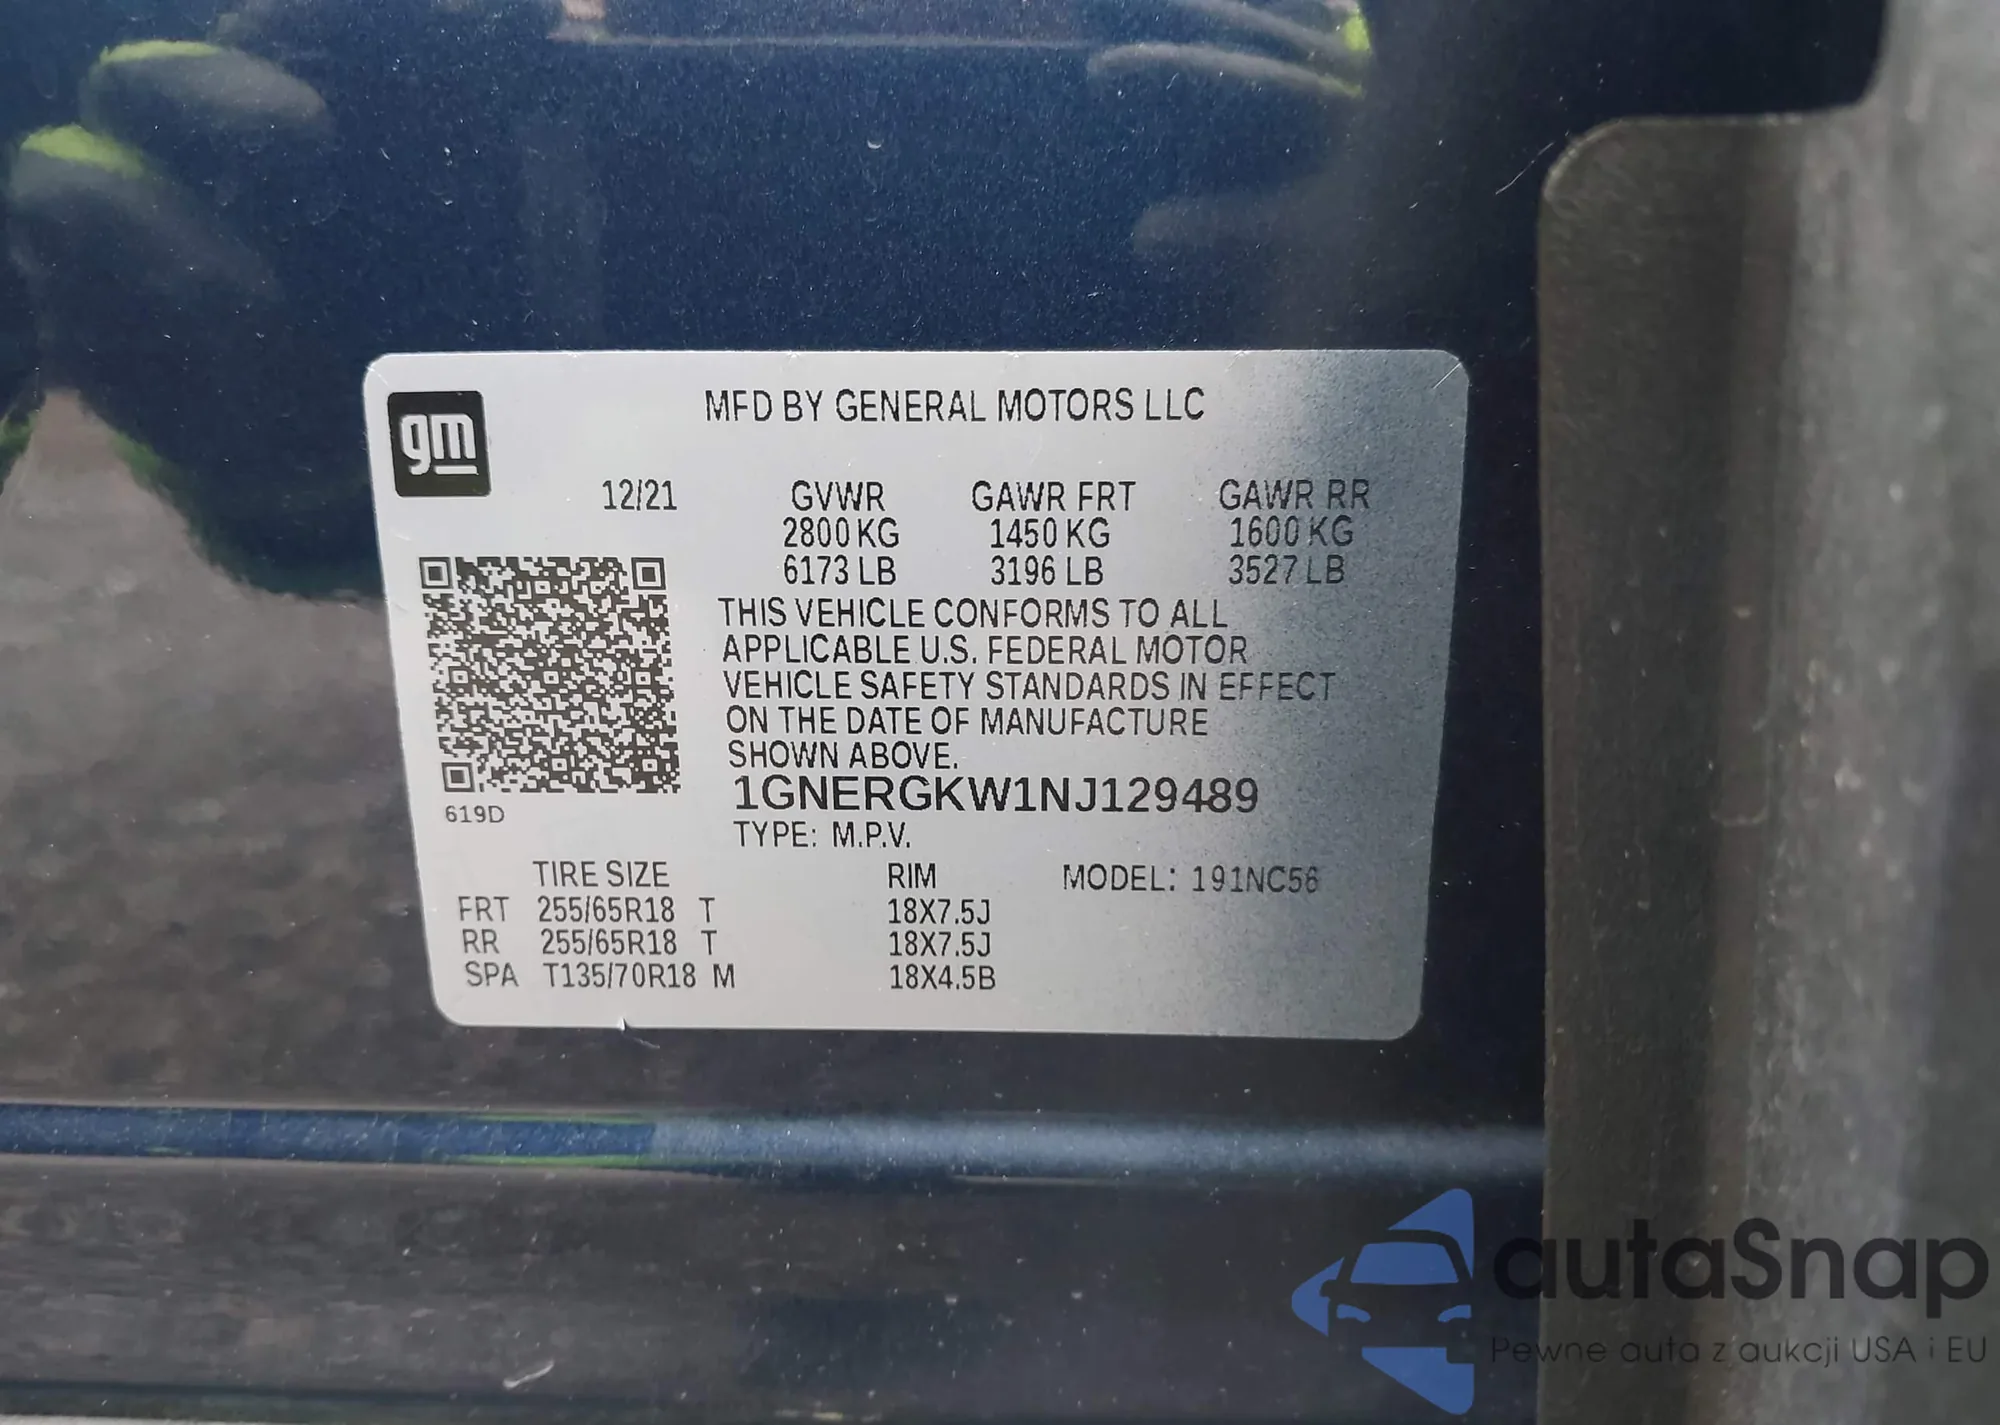 gm
MFD BY GENERAL MOTORS LLC
12/21 GVWR GAWR FRT GAWR RR
2800 KG 1450 KG 1600 KG
6173 LB 3196 LB 3527 LB
THIS VEHICLE CONFORMS TO ALL
APPLICABLE U.S. FEDERAL MOTOR
VEHICLE SAFETY STANDARDS IN EFFECT
ON THE DATE OF MANUFACTURE
SHOWN ABOVE.
1GNERGKW1NJ129489
619D
TYPE: M.P.V.
TIRE SIZE RIM MODEL: 191NC56
FRT 255/65R18 T 18X7.5J
RR 255/65R18 T 18X7.5J
SPA T135/70R18 M 18X4.5B
autaSnap
Pewne auta z aukcji USA i EU